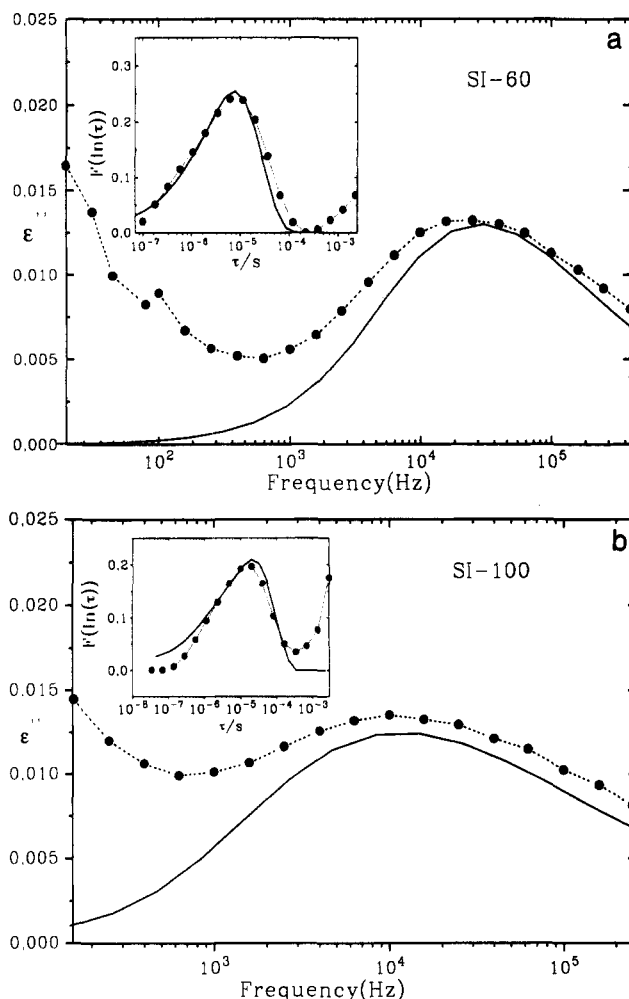 a
SI-60
0.025
0.020
0.015
ε"
0.010
0.005
0.000
10² 10³ 10⁴ 10⁵
Frequency(Hz)
F(ln(τ))
0.3
0.2
0.1
0.0
10⁻⁷ 10⁻⁶ 10⁻⁵ 10⁻⁴ 10⁻³
τ/s
b
SI-100
0.025
0.020
0.015
ε"
0.010
0.005
0.000
10³ 10⁴ 10⁵
Frequency(Hz)
F(ln(τ))
0.2
0.1
0.0
10⁻⁸ 10⁻⁷ 10⁻⁶ 10⁻⁵ 10⁻⁴ 10⁻³
τ/s